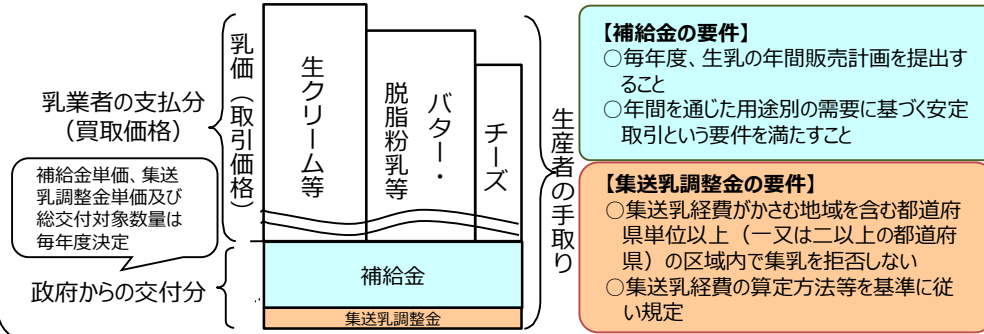 乳業者の支払分
（買取価格）
補給金単価、集送
乳調整金単価及び
総交付対象数量は
毎年度決定
政府からの交付分
乳価（取引価格）
生クリーム等
バター・
脱脂粉乳等
チーズ
補給金
集送乳調整金
生産者の手取り
【補給金の要件】
○毎年度、生乳の年間販売計画を提出す
ること
○年間を通じた用途別の需要に基づく安定
取引という要件を満たすこと
【集送乳調整金の要件】
○集送乳経費がかさむ地域を含む都道府
県単位以上（一又は二以上の都道府
県）の区域内で集乳を拒否しない
○集送乳経費の算定方法等を基準に従
い規定